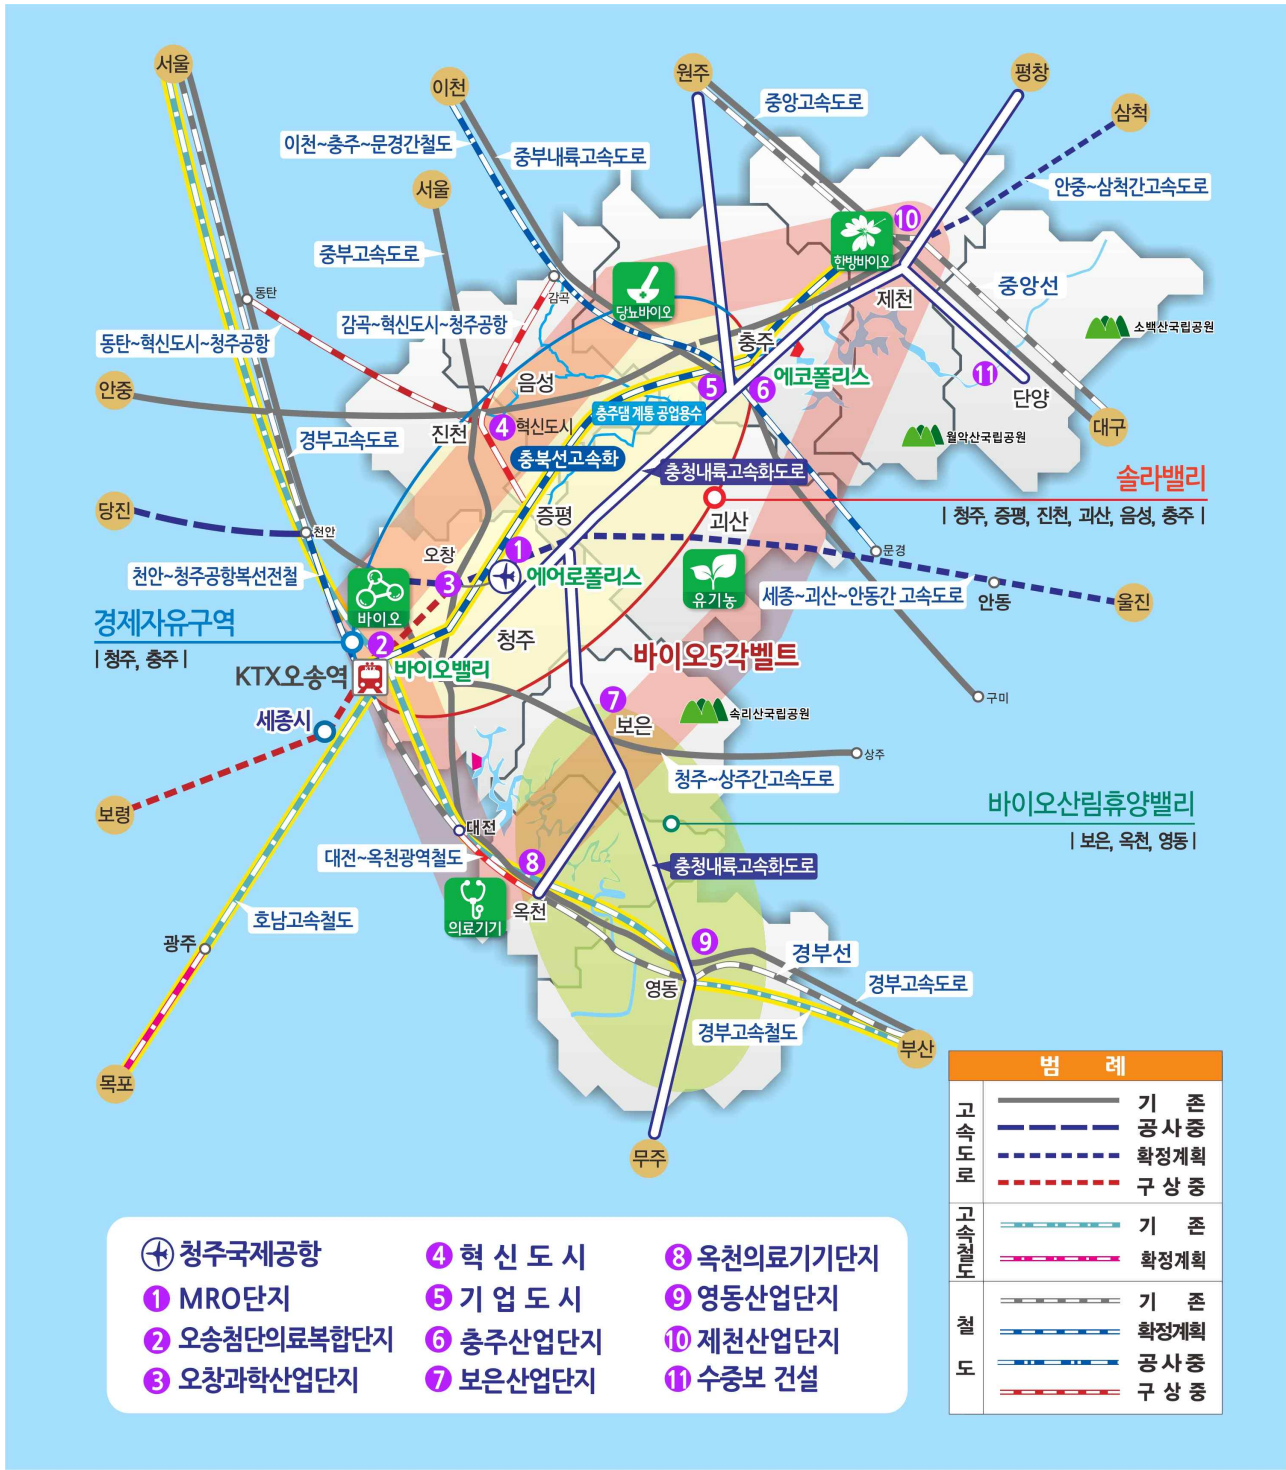 서울
이천
원주
평창
삼척
중앙고속도로
이천~충주~문경간철도
중부내륙고속도로
서울
안중~삼척간고속도로
10
한방바이오
중부고속도로
중앙선
당뇨바이오
제천
동탄
감곡
감곡~혁신도시~청주공항
소백산국립공원
동탄~혁신도시~청주공항
충주
에코폴리스
11
단양
음성
5
6
안중
충주댐 계통 공업용수
대구
진천
4
혁신도시
월악산국립공원
경부고속도로
충북선고속화
충청내륙고속화도로
솔라밸리
당진
증평
괴산
| 청주, 증평, 진천, 괴산, 음성, 충주 |
천안
오창
1
문경
천안~청주공항복선전철
3
에어로폴리스
유기농
세종~괴산~안동간 고속도로
안동
울진
바이오
경제자유구역
| 청주, 충주 |
2
청주
바이오5각벨트
KTX오송역
바이오밸리
7
구미
세종시
보은
속리산국립공원
상주
청주~상주간고속도로
보령
바이오산림휴양밸리
대전
| 보은, 옥천, 영동 |
대전~옥천광역철도
8
충청내륙고속화도로
의료기기
옥천
호남고속철도
광주
9
경부선
영동
경부고속도로
경부고속철도
부산
목포
무주
범 례
고속도로
기 존
공사중
확정계획
구상중
고속철도
기 존
확정계획
철도
기 존
확정계획
공사중
구상중
청주국제공항
1 MRO단지
2 오송첨단의료복합단지
3 오창과학산업단지
4 혁신도시
5 기업도시
6 충주산업단지
7 보은산업단지
8 옥천의료기기단지
9 영동산업단지
10 제천산업단지
11 수중보 건설